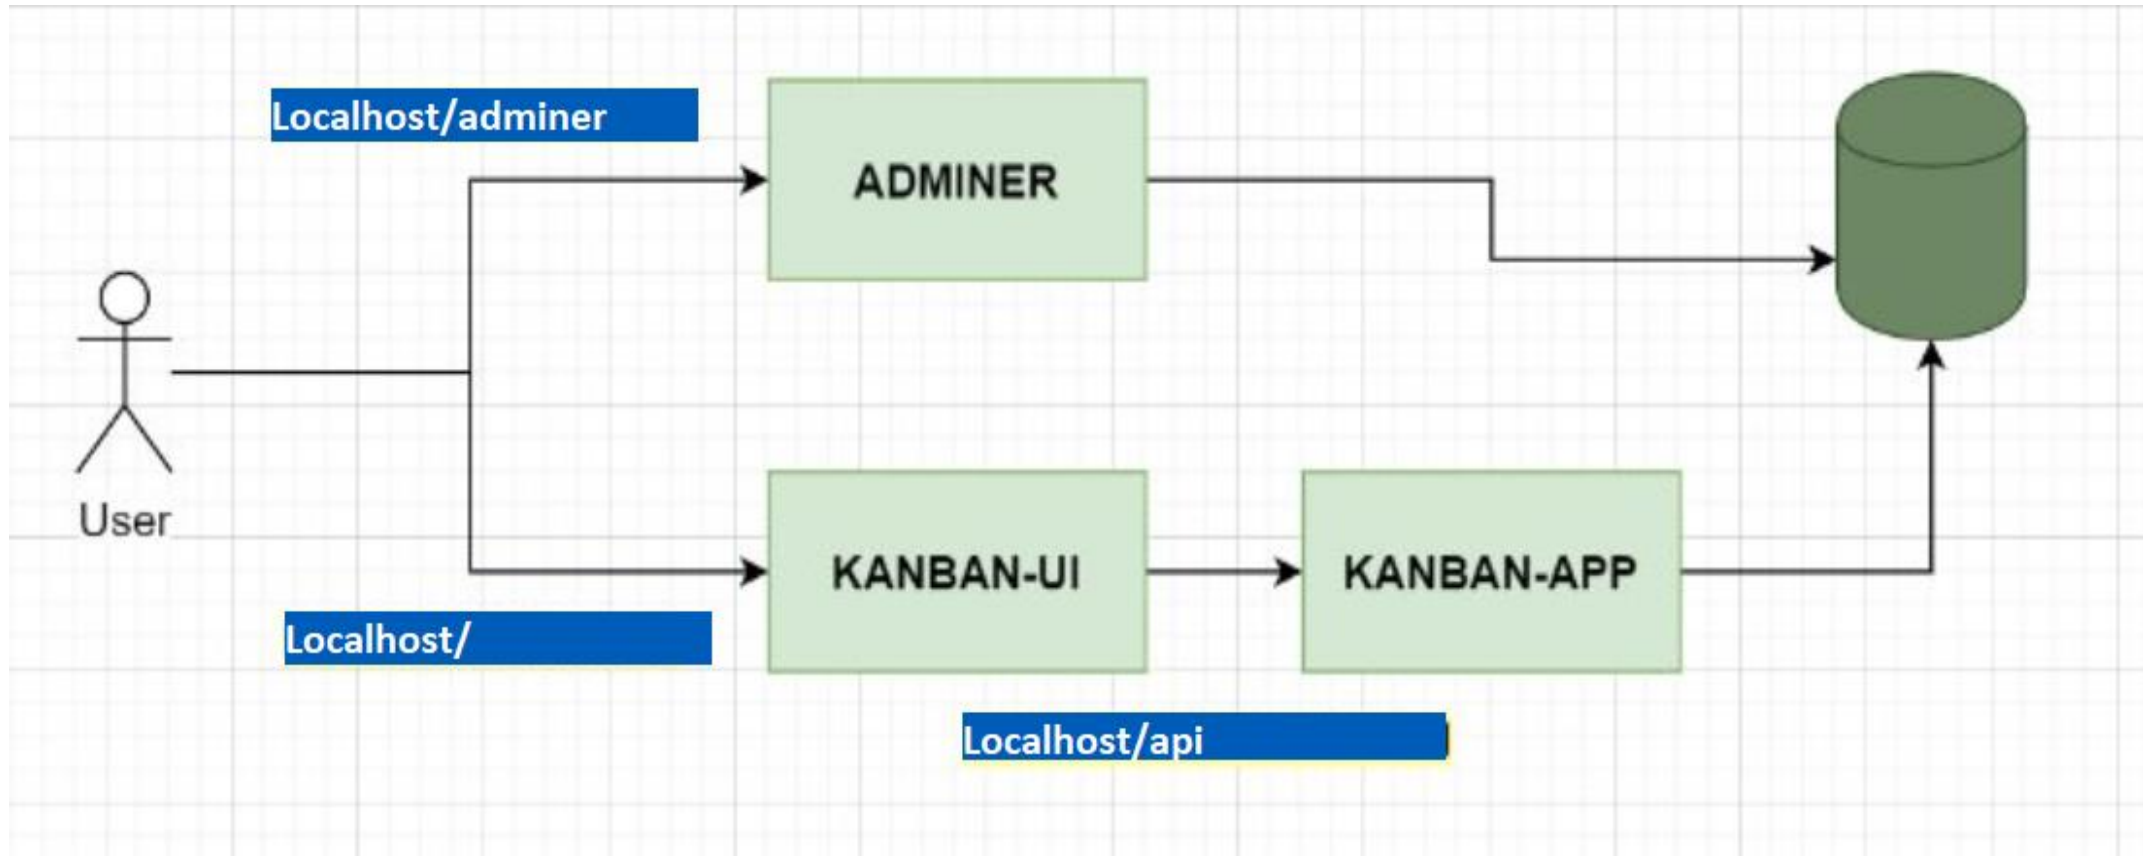 Localhost/adminer
ADMINER
User
KANBAN-UI
KANBAN-APP
Localhost/
Localhost/api